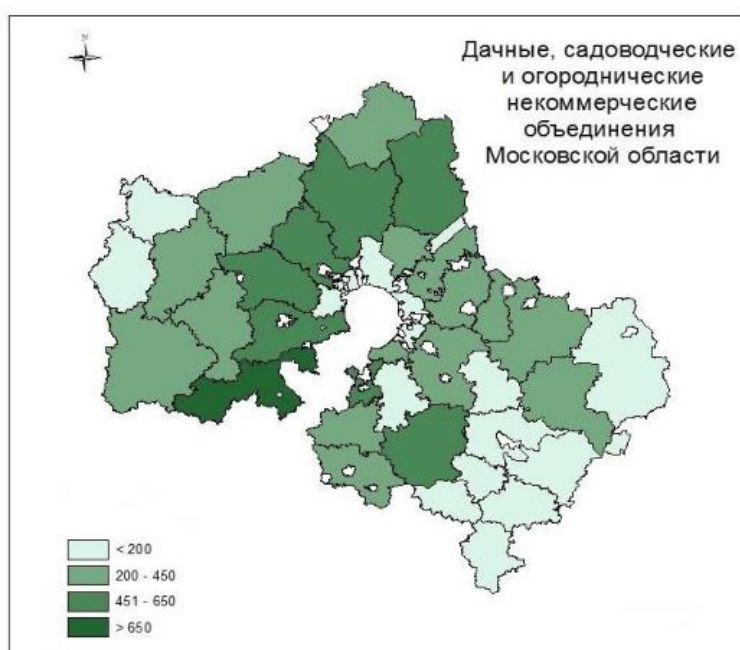 N
Дачные, садоводческие
и огороднические
некоммерческие
объединения
Московской области
< 200
200 - 450
451 - 650
> 650